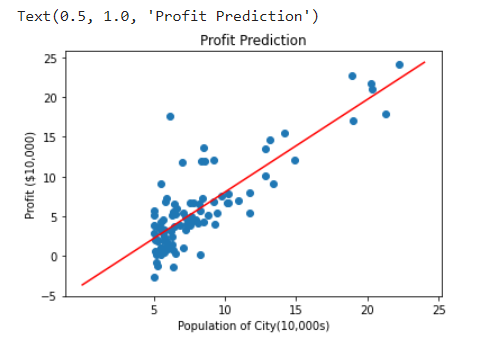 Text(0.5, 1.0, 'Profit Prediction')
Profit Prediction
Profit ($10,000)
25
20
15
10
5
0
−5
5 10 15 20 25
Population of City(10,000s)